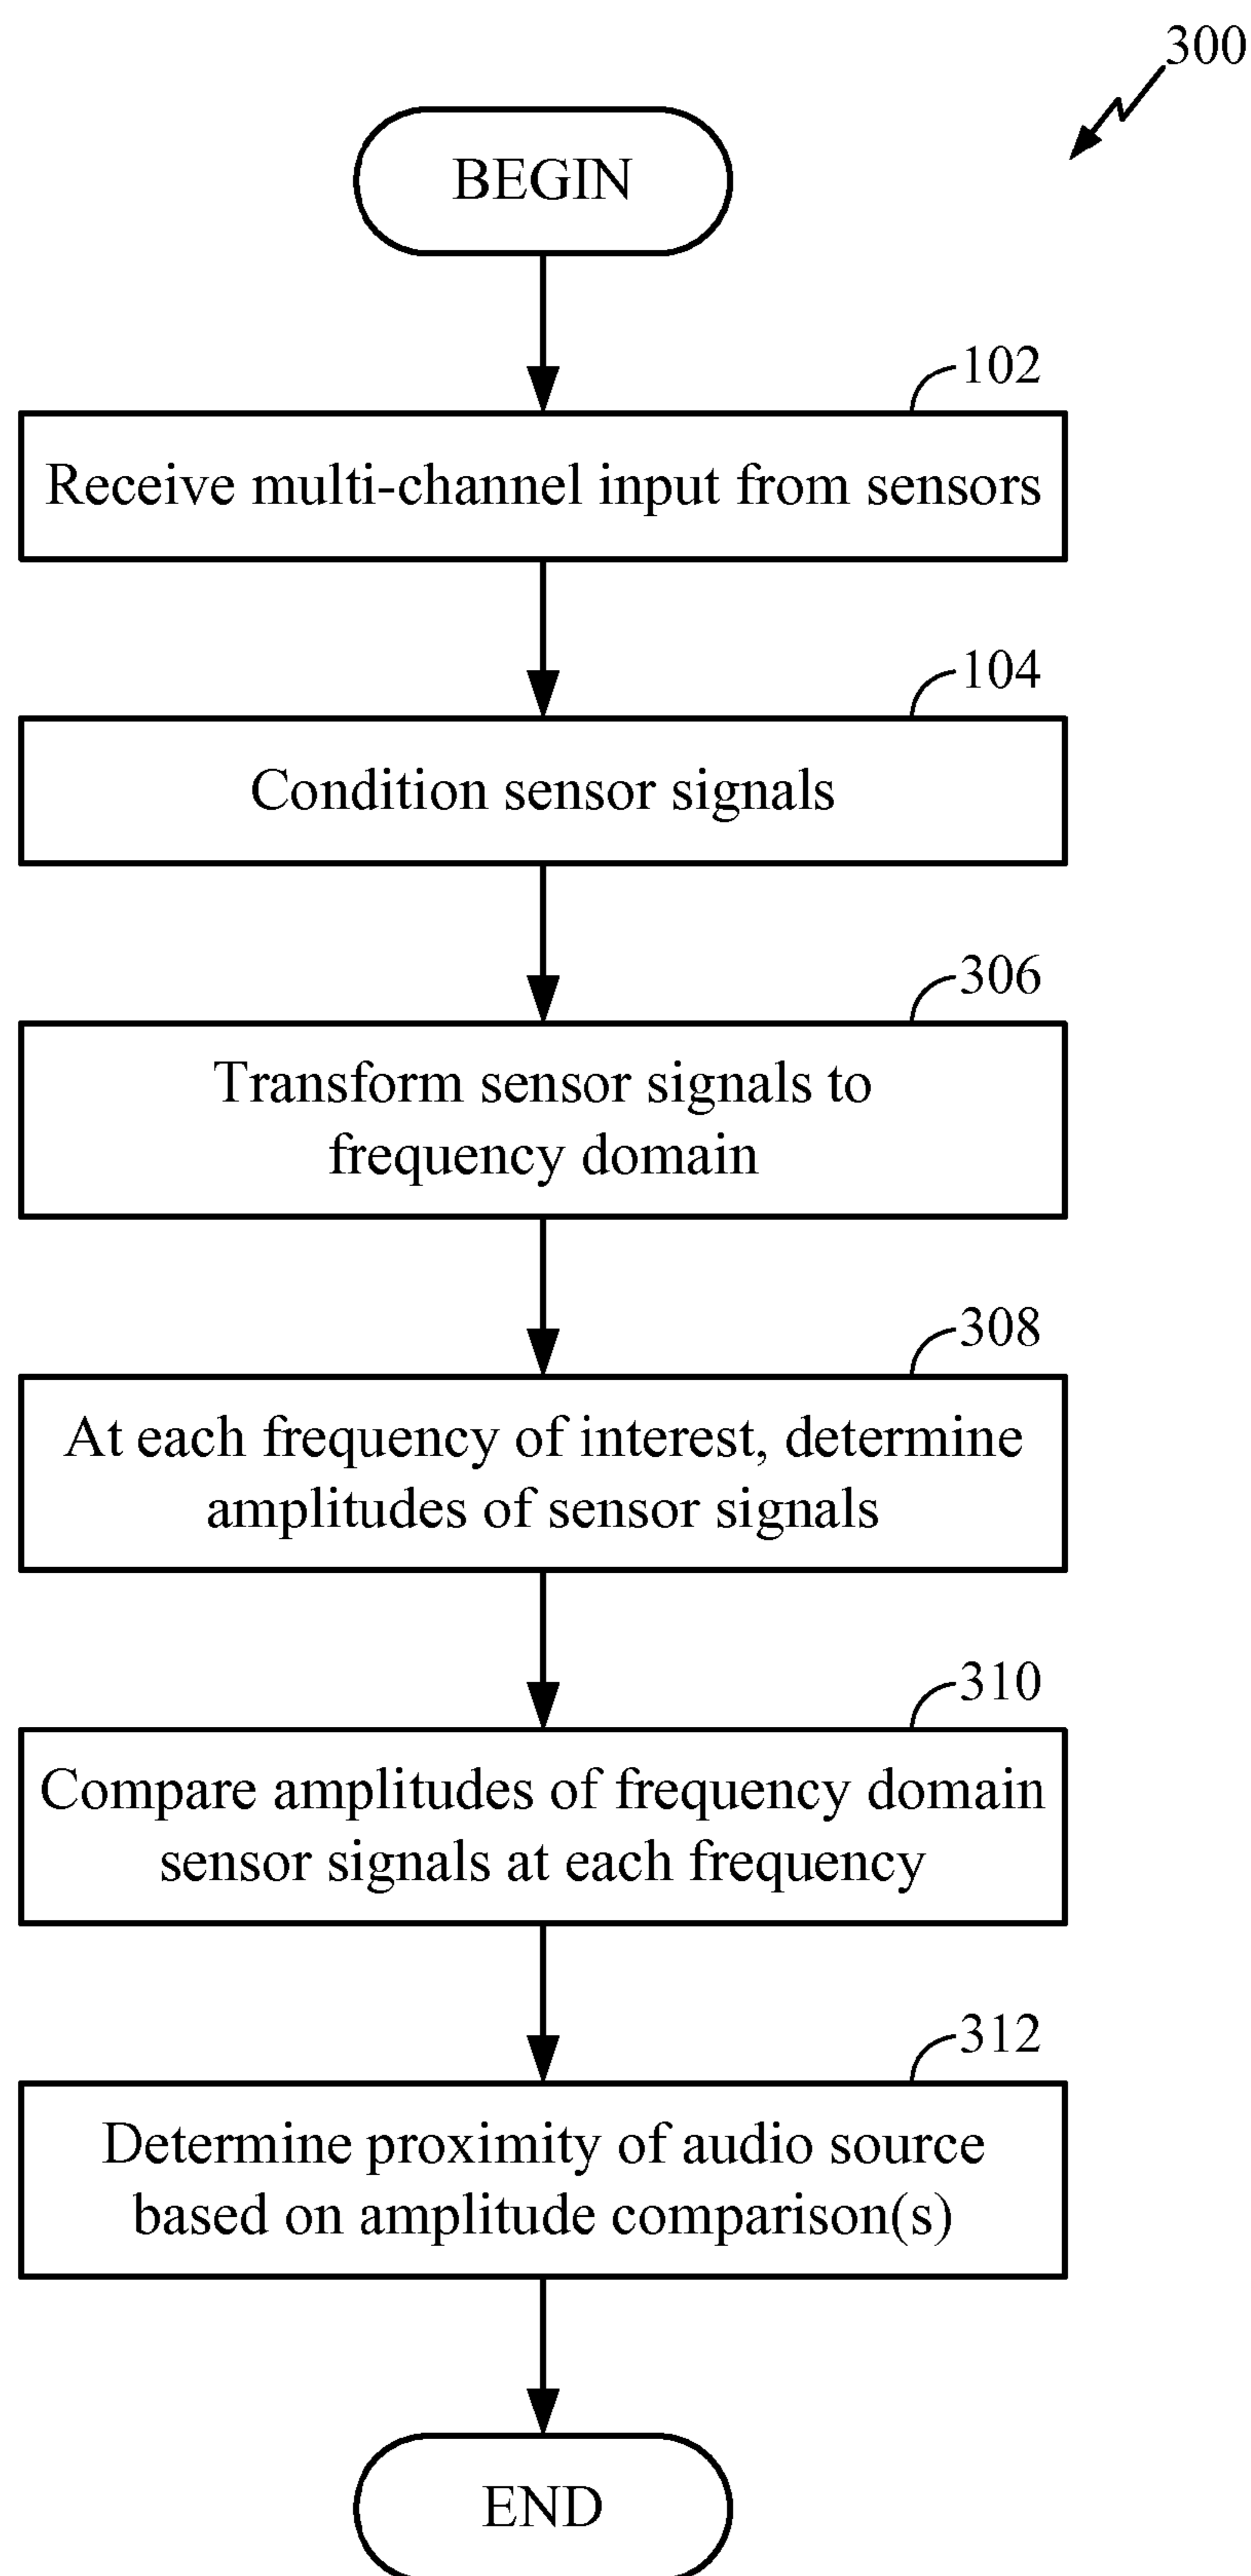 300
BEGIN
102
Receive multi-channel input from sensors
104
Condition sensor signals
306
Transform sensor signals to
frequency domain
308
At each frequency of interest, determine
amplitudes of sensor signals
310
Compare amplitudes of frequency domain
sensor signals at each frequency
312
Determine proximity of audio source
based on amplitude comparison(s)
END